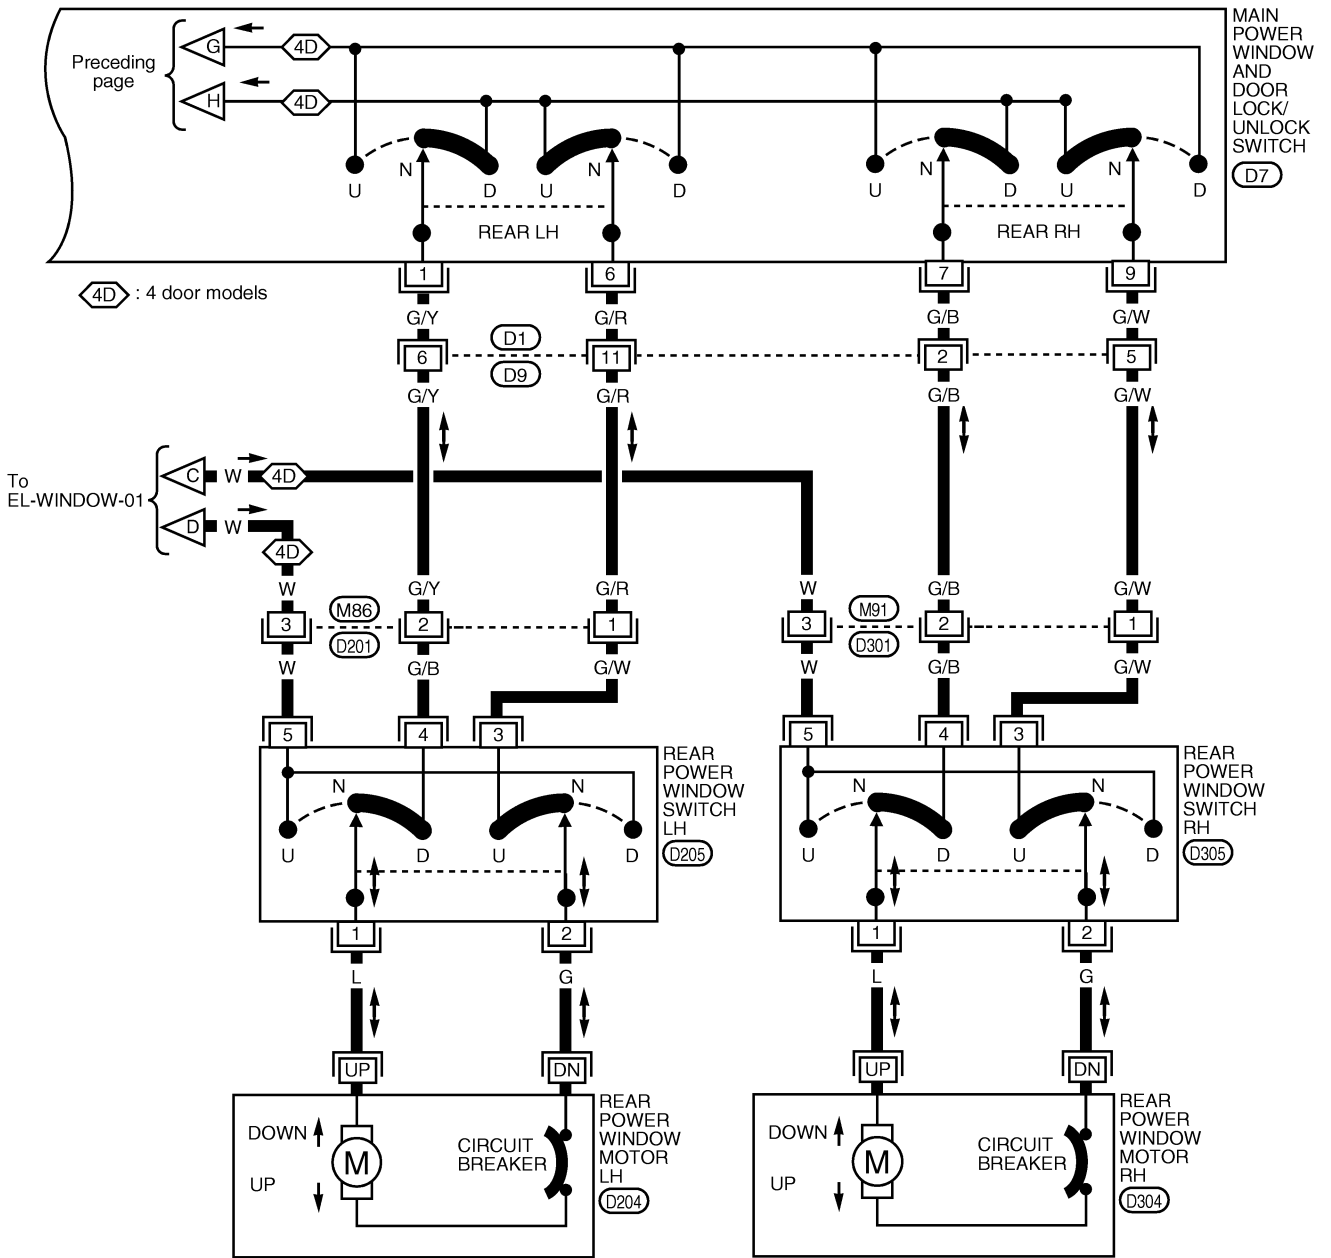 MAIN
POWER
WINDOW
AND
DOOR
LOCK/
UNLOCK
SWITCH
D7
Preceding
page
G
4D
H
4D
U
N
D
U
N
D
U
N
D
U
N
D
REAR LH
REAR RH
1
6
7
9
4D : 4 door models
G/Y
G/R
G/B
G/W
D1
6
11
2
5
D9
G/Y
G/R
G/B
G/W
To
EL-WINDOW-01
C
W
4D
D
W
4D
W
G/Y
G/R
W
G/B
G/W
M86
M91
3
2
1
3
2
1
D201
D301
W
G/B
G/W
W
G/B
G/W
5
4
3
5
4
3
REAR
POWER
WINDOW
SWITCH
LH
D205
REAR
POWER
WINDOW
SWITCH
RH
D305
N
N
N
N
U
D
U
D
U
D
U
D
1
2
1
2
L
G
L
G
UP
DN
UP
DN
REAR
POWER
WINDOW
MOTOR
LH
D204
REAR
POWER
WINDOW
MOTOR
RH
D304
DOWN
UP
M
CIRCUIT
BREAKER
DOWN
UP
M
CIRCUIT
BREAKER